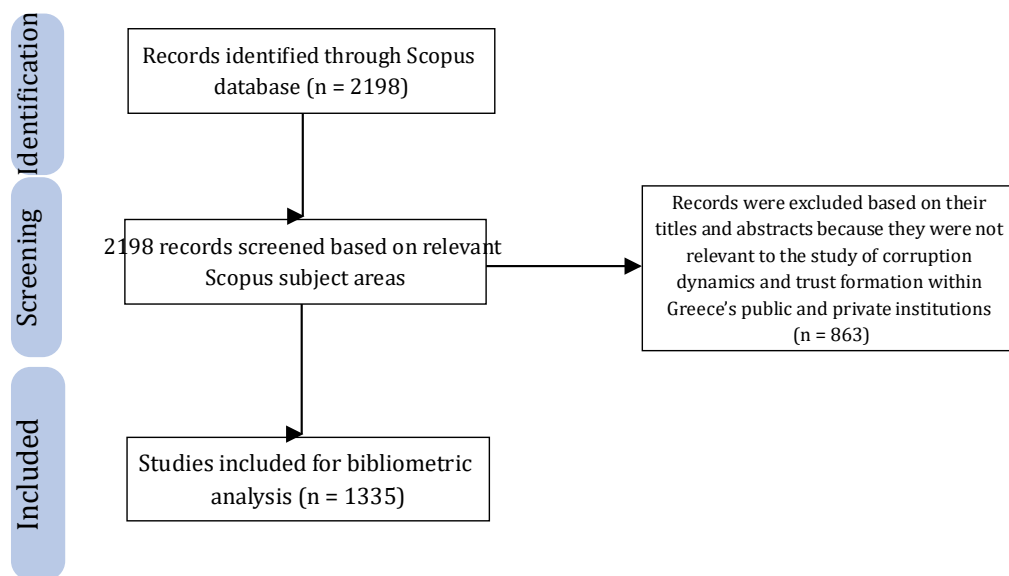 Identification
Records identified through Scopus
database (n = 2198)
Screening
2198 records screened based on relevant
Scopus subject areas
Records were excluded based on their
titles and abstracts because they were not
relevant to the study of corruption
dynamics and trust formation within
Greece’s public and private institutions
(n = 863)
Included
Studies included for bibliometric
analysis (n = 1335)